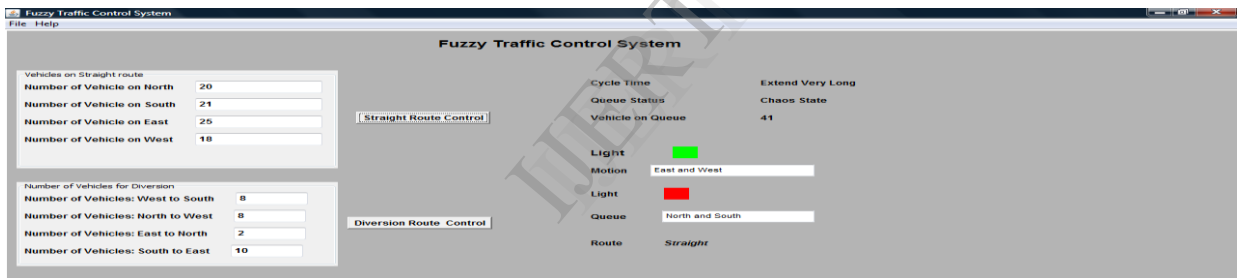 Fuzzy Traffic Control System
File Help
Fuzzy Traffic Control System
Vehicles on Straight route
Number of Vehicle on North 20
Number of Vehicle on South 21
Number of Vehicle on East 25
Number of Vehicle on West 18
Straight Route Control
Number of Vehicles for Diversion
Number of Vehicles: West to South 8
Number of Vehicles: North to West 8
Number of Vehicles: East to North 2
Number of Vehicles: South to East 10
Diversion Route Control
Cycle Time Extend Very Long
Queue Status Chaos State
Vehicle on Queue 41
Light
Motion East and West
Light
Queue North and South
Route Straight
IJERT